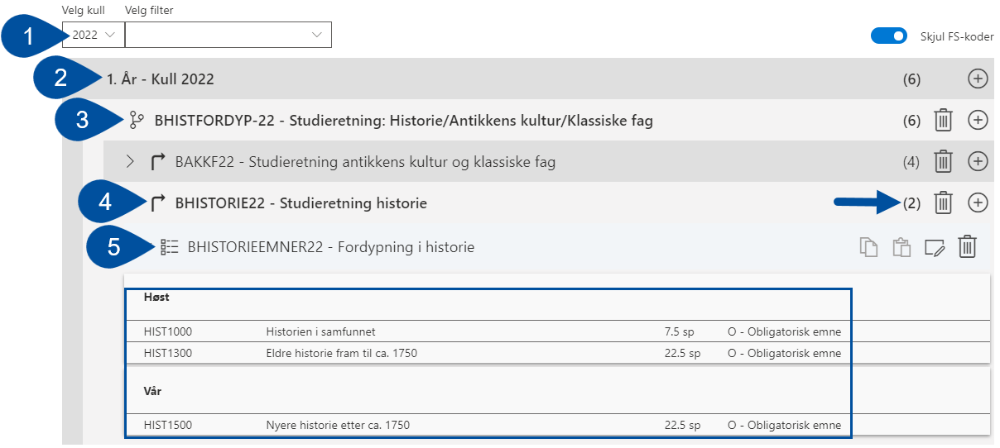 Velg kull Velg filter
1 2022
Skjul FS-koder
2 1. År - Kull 2022 (6)
3 BHISTFORDYP-22 - Studieretning: Historie/Antikkens kultur/Klassiske fag (6)
BAKKF22 - Studieretning antikkens kultur og klassiske fag (4)
4 BHISTORIE22 - Studieretning historie (2)
5 BHISTORIEEMNER22 - Fordypning i historie
Høst
HIST1000 Historien i samfunnet 7.5 sp O - Obligatorisk emne
HIST1300 Eldre historie fram til ca. 1750 22.5 sp O - Obligatorisk emne
Vår
HIST1500 Nyere historie etter ca. 1750 22.5 sp O - Obligatorisk emne